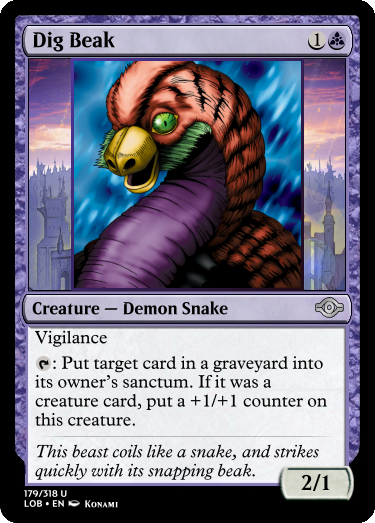 Dig Beak 1
Creature — Demon Snake
Vigilance
: Put target card in a graveyard into
its owner's sanctum. If it was a
creature card, put a +1/+1 counter on
this creature.
This beast coils like a snake, and strikes
quickly with its snapping beak.
2/1
179/318 U
LOB • EN Konami